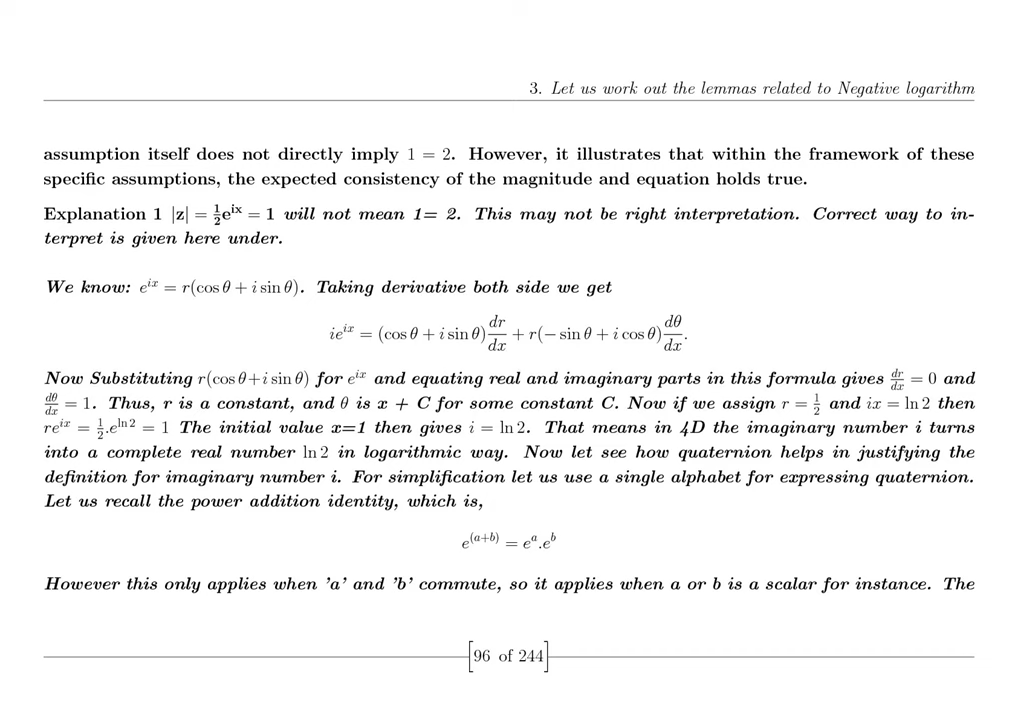 3. Let us work out the lemmas related to Negative logarithm
assumption itself does not directly imply 1 = 2. However, it illustrates that within the framework of these
specific assumptions, the expected consistency of the magnitude and equation holds true.
Explanation 1 |z| = ½e^{ix} = 1 will not mean 1= 2. This may not be right interpretation. Correct way to in-
terpret is given here under.
We know: e^{ix} = r(cos θ + i sin θ). Taking derivative both side we get
ie^{ix} = (cos θ + i sin θ) dr/dx + r(− sin θ + i cos θ) dθ/dx.
Now Substituting r(cos θ+i sin θ) for e^{ix} and equating real and imaginary parts in this formula gives dr/dx = 0 and
dθ/dx = 1. Thus, r is a constant, and θ is x + C for some constant C. Now if we assign r = ½ and ix = ln 2 then
re^{ix} = ½.e^{ln 2} = 1 The initial value x=1 then gives i = ln 2. That means in 4D the imaginary number i turns
into a complete real number ln 2 in logarithmic way. Now let see how quaternion helps in justifying the
definition for imaginary number i. For simplification let us use a single alphabet for expressing quaternion.
Let us recall the power addition identity, which is,
e^{(a+b)} = e^a.e^b
However this only applies when 'a' and 'b' commute, so it applies when a or b is a scalar for instance. The
[96 of 244]